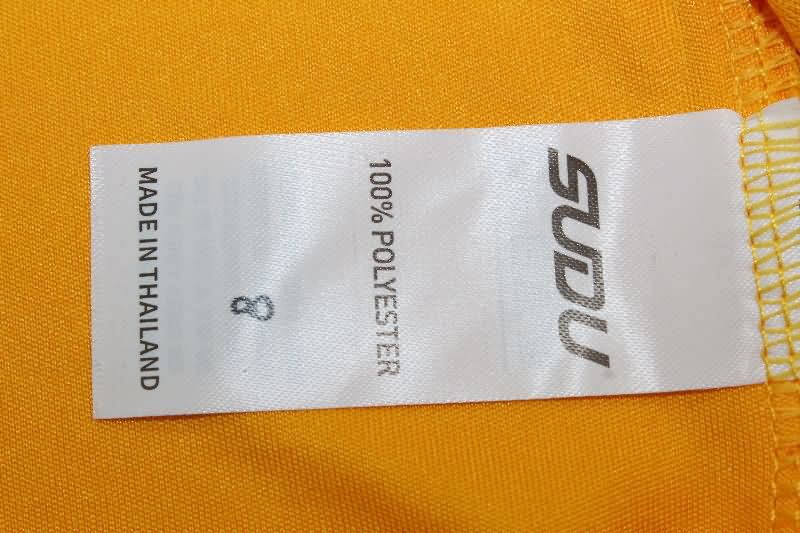 SUDU
100% POLYESTER
8
MADE IN THAILAND